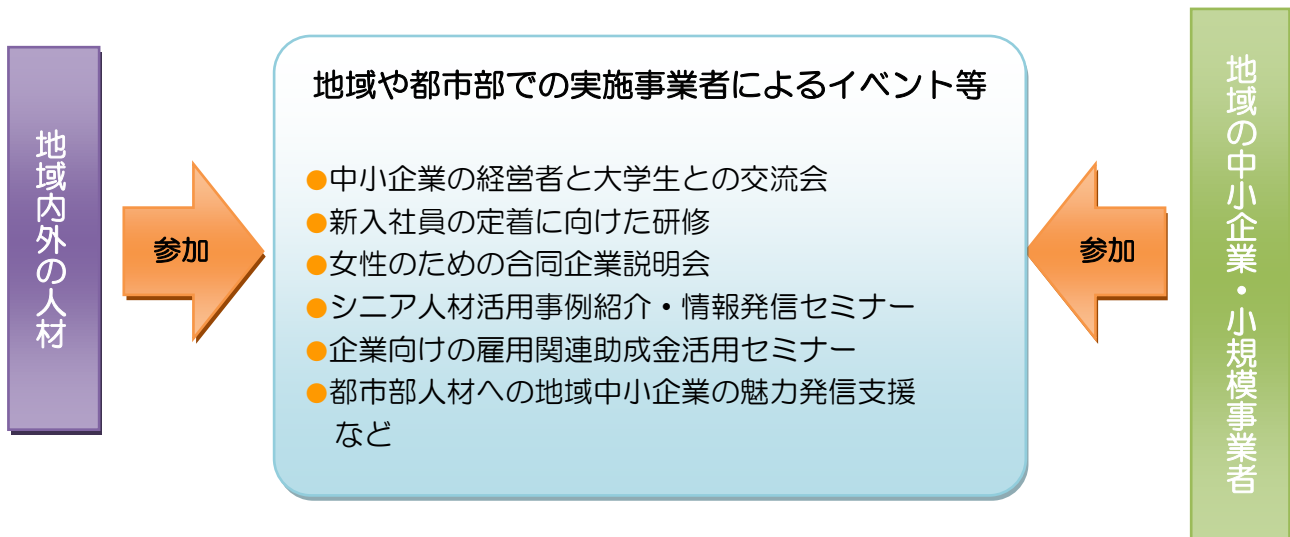 地域内外の人材
参加
地域や都市部での実施事業者によるイベント等
●中小企業の経営者と大学生との交流会
●新入社員の定着に向けた研修
●女性のための合同企業説明会
●シニア人材活用事例紹介・情報発信セミナー
●企業向けの雇用関連助成金活用セミナー
●都市部人材への地域中小企業の魅力発信支援
など
参加
地域の中小企業・小規模事業者